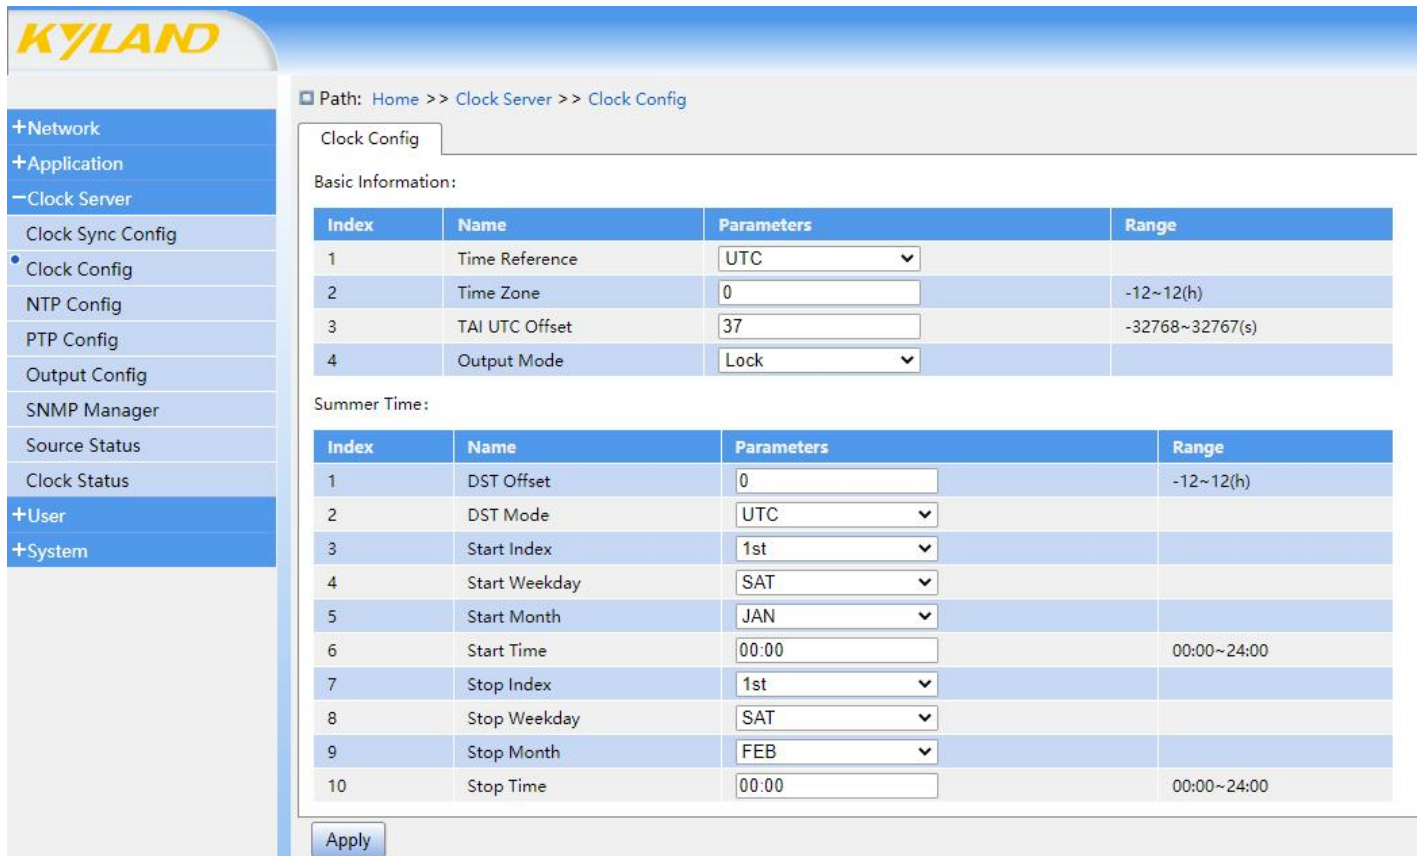 KYLAND
Path: Home >> Clock Server >> Clock Config
+Network
+Application
−Clock Server
Clock Sync Config
Clock Config
NTP Config
PTP Config
Output Config
SNMP Manager
Source Status
Clock Status
+User
+System
Clock Config
Basic Information:
Index Name Parameters Range
1 Time Reference UTC
2 Time Zone 0 -12~12(h)
3 TAI UTC Offset 37 -32768~32767(s)
4 Output Mode Lock
Summer Time:
Index Name Parameters Range
1 DST Offset 0 -12~12(h)
2 DST Mode UTC
3 Start Index 1st
4 Start Weekday SAT
5 Start Month JAN
6 Start Time 00:00 00:00~24:00
7 Stop Index 1st
8 Stop Weekday SAT
9 Stop Month FEB
10 Stop Time 00:00 00:00~24:00
Apply